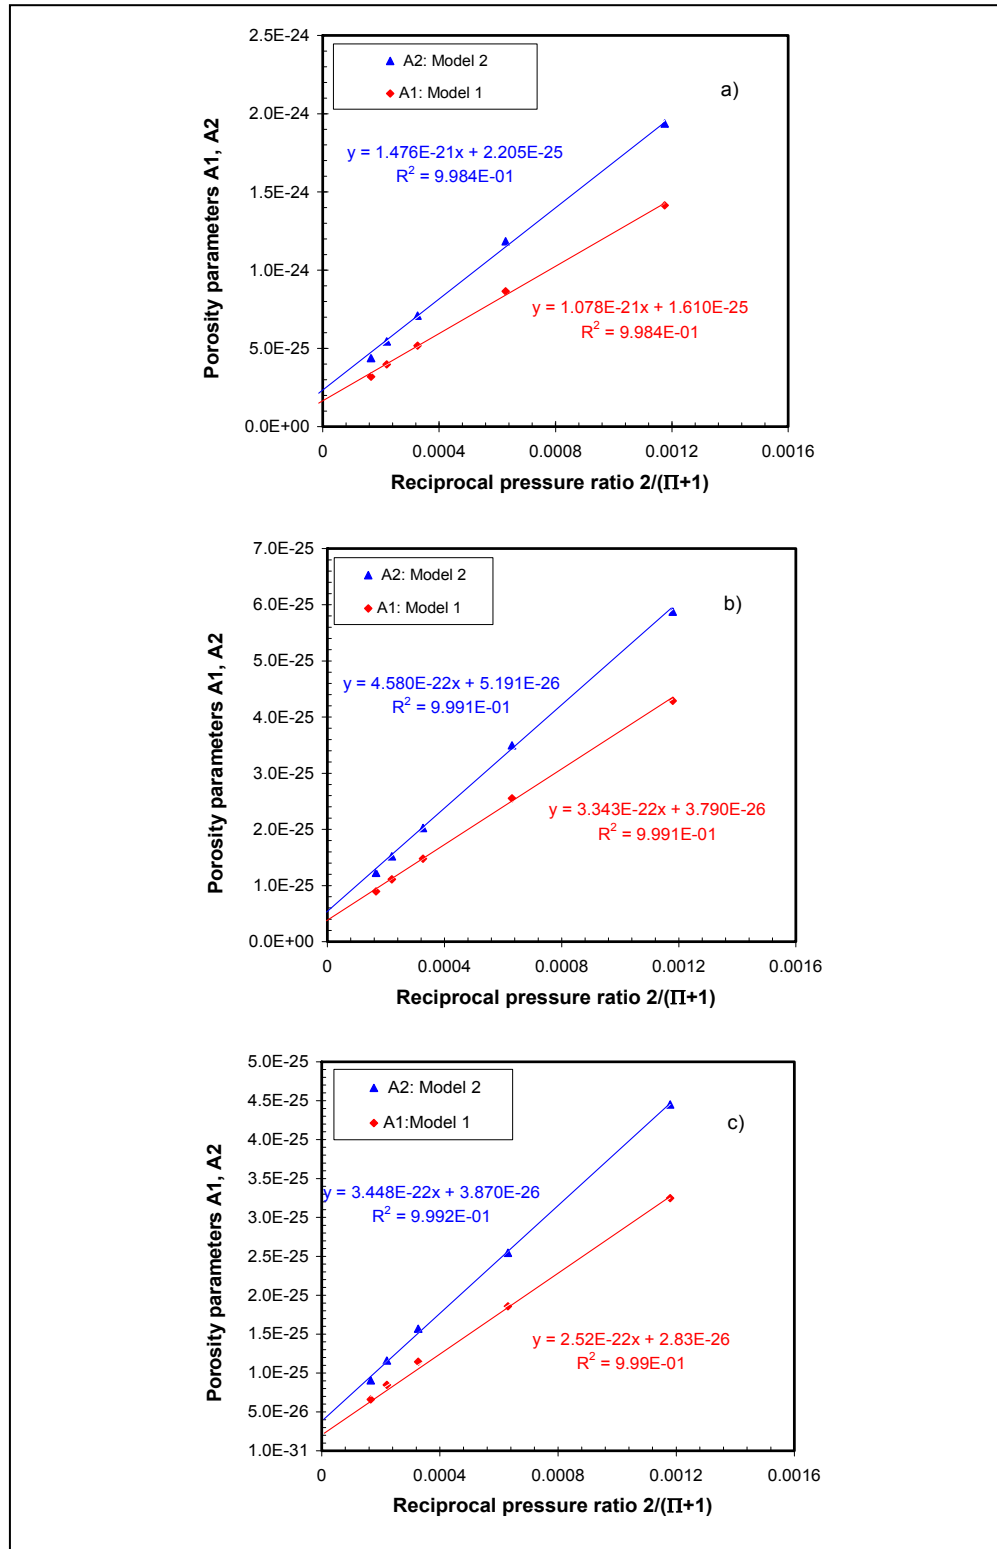 2.5E-24
A2: Model 2
A1: Model 1
a)
2.0E-24
y = 1.476E-21x + 2.205E-25
R2 = 9.984E-01
1.5E-24
Porosity parameters A1, A2
1.0E-24
y = 1.078E-21x + 1.610E-25
R2 = 9.984E-01
5.0E-25
0.0E+00
0 0.0004 0.0008 0.0012 0.0016
Reciprocal pressure ratio 2/(Π+1)
7.0E-25
A2: Model 2
A1: Model 1
b)
6.0E-25
5.0E-25
y = 4.580E-22x + 5.191E-26
R2 = 9.991E-01
4.0E-25
Porosity parameters A1, A2
3.0E-25
y = 3.343E-22x + 3.790E-26
R2 = 9.991E-01
2.0E-25
1.0E-25
0.0E+00
0 0.0004 0.0008 0.0012 0.0016
Reciprocal pressure ratio 2/(Π+1)
5.0E-25
A2: Model 2
A1:Model 1
c)
4.5E-25
4.0E-25
3.5E-25
y = 3.448E-22x + 3.870E-26
R2 = 9.992E-01
3.0E-25
Porosity parameters A1, A2
2.5E-25
2.0E-25
1.5E-25
y = 2.52E-22x + 2.83E-26
R2 = 9.99E-01
1.0E-25
5.0E-26
1.0E-31
0 0.0004 0.0008 0.0012 0.0016
Reciprocal pressure ratio 2/(Π+1)